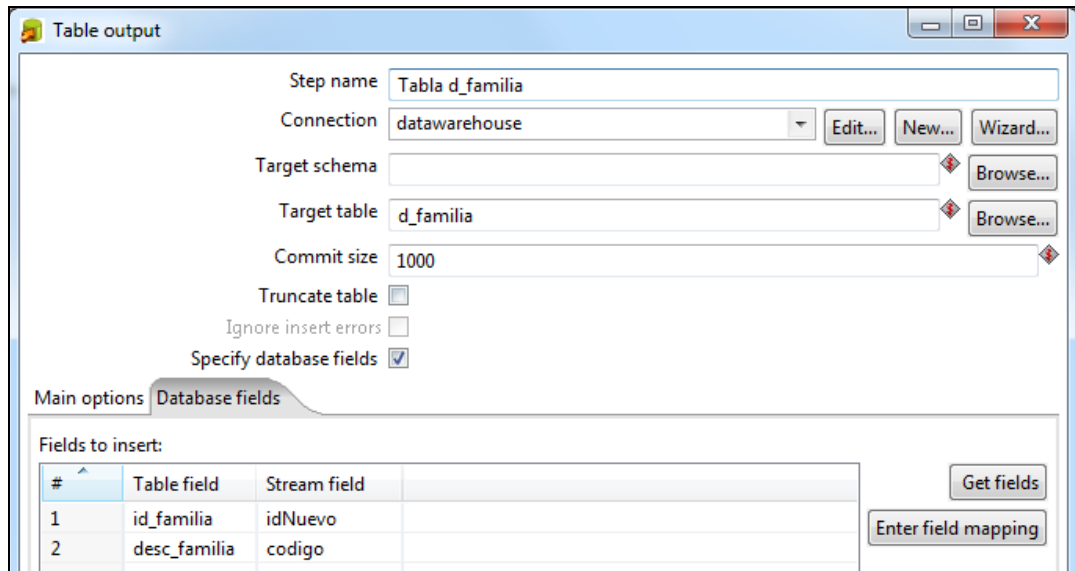 Table output
Step name Tabla d_familia
Connection datawarehouse Edit... New... Wizard...
Target schema Browse...
Target table d_familia Browse...
Commit size 1000
Truncate table
Ignore insert errors
Specify database fields
Main options Database fields
Fields to insert:
# Table field Stream field Get fields
1 id_familia idNuevo Enter field mapping
2 desc_familia codigo